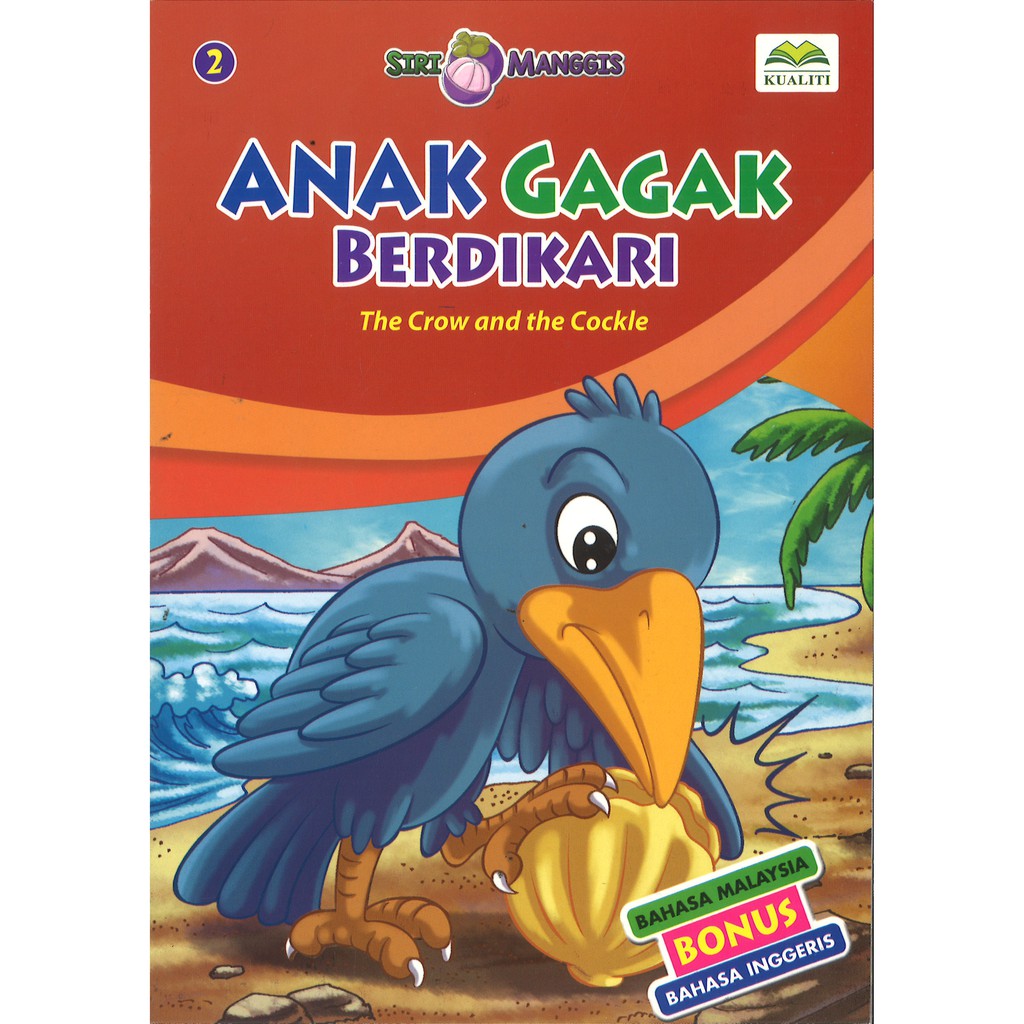 2
SIRI MANGGIS
KUALITI
ANAK GAGAK
BERDIKARI
The Crow and the Cockle
BAHASA MALAYSIA
BONUS
BAHASA INGGERIS